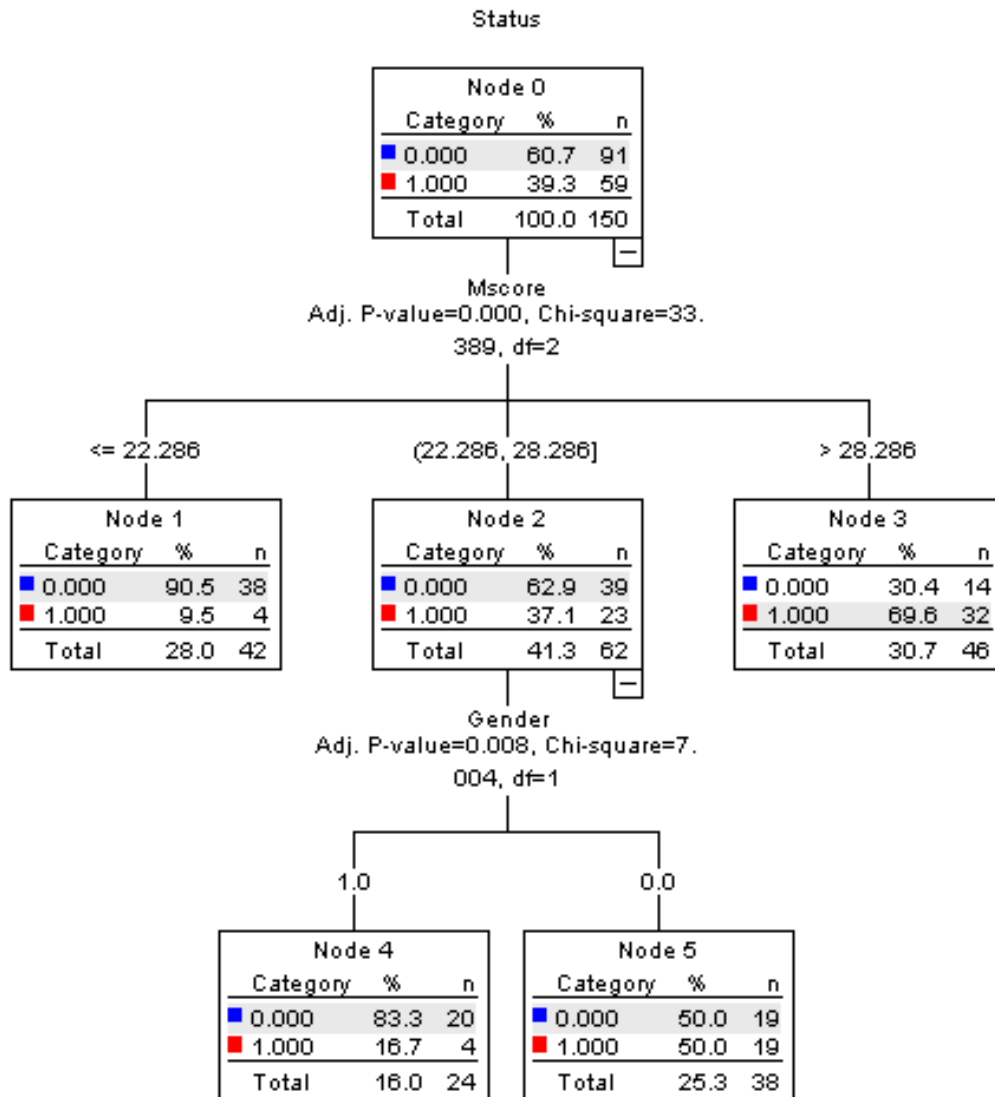 Status
Node 0
Category % n
0.000 60.7 91
1.000 39.3 59
Total 100.0 150
Mscore
Adj. P-value=0.000, Chi-square=33.
389, df=2
<= 22.286
(22.286, 28.286]
> 28.286
Node 1
Category % n
0.000 90.5 38
1.000 9.5 4
Total 28.0 42
Node 2
Category % n
0.000 62.9 39
1.000 37.1 23
Total 41.3 62
Node 3
Category % n
0.000 30.4 14
1.000 69.6 32
Total 30.7 46
Gender
Adj. P-value=0.008, Chi-square=7.
004, df=1
1.0
0.0
Node 4
Category % n
0.000 83.3 20
1.000 16.7 4
Total 16.0 24
Node 5
Category % n
0.000 50.0 19
1.000 50.0 19
Total 25.3 38